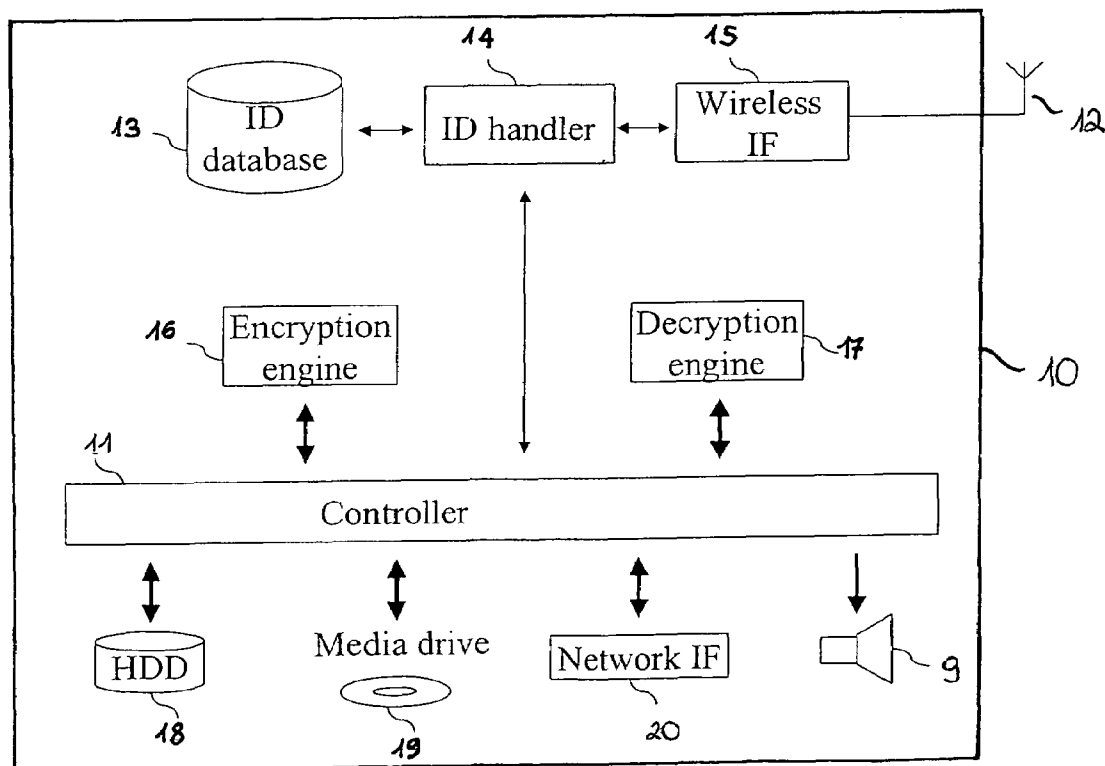 14
15
13
ID
database
ID handler
Wireless
IF
12
16
Encryption
engine
Decryption
engine
17
10
11
Controller
HDD
Media drive
Network IF
9
18
19
20